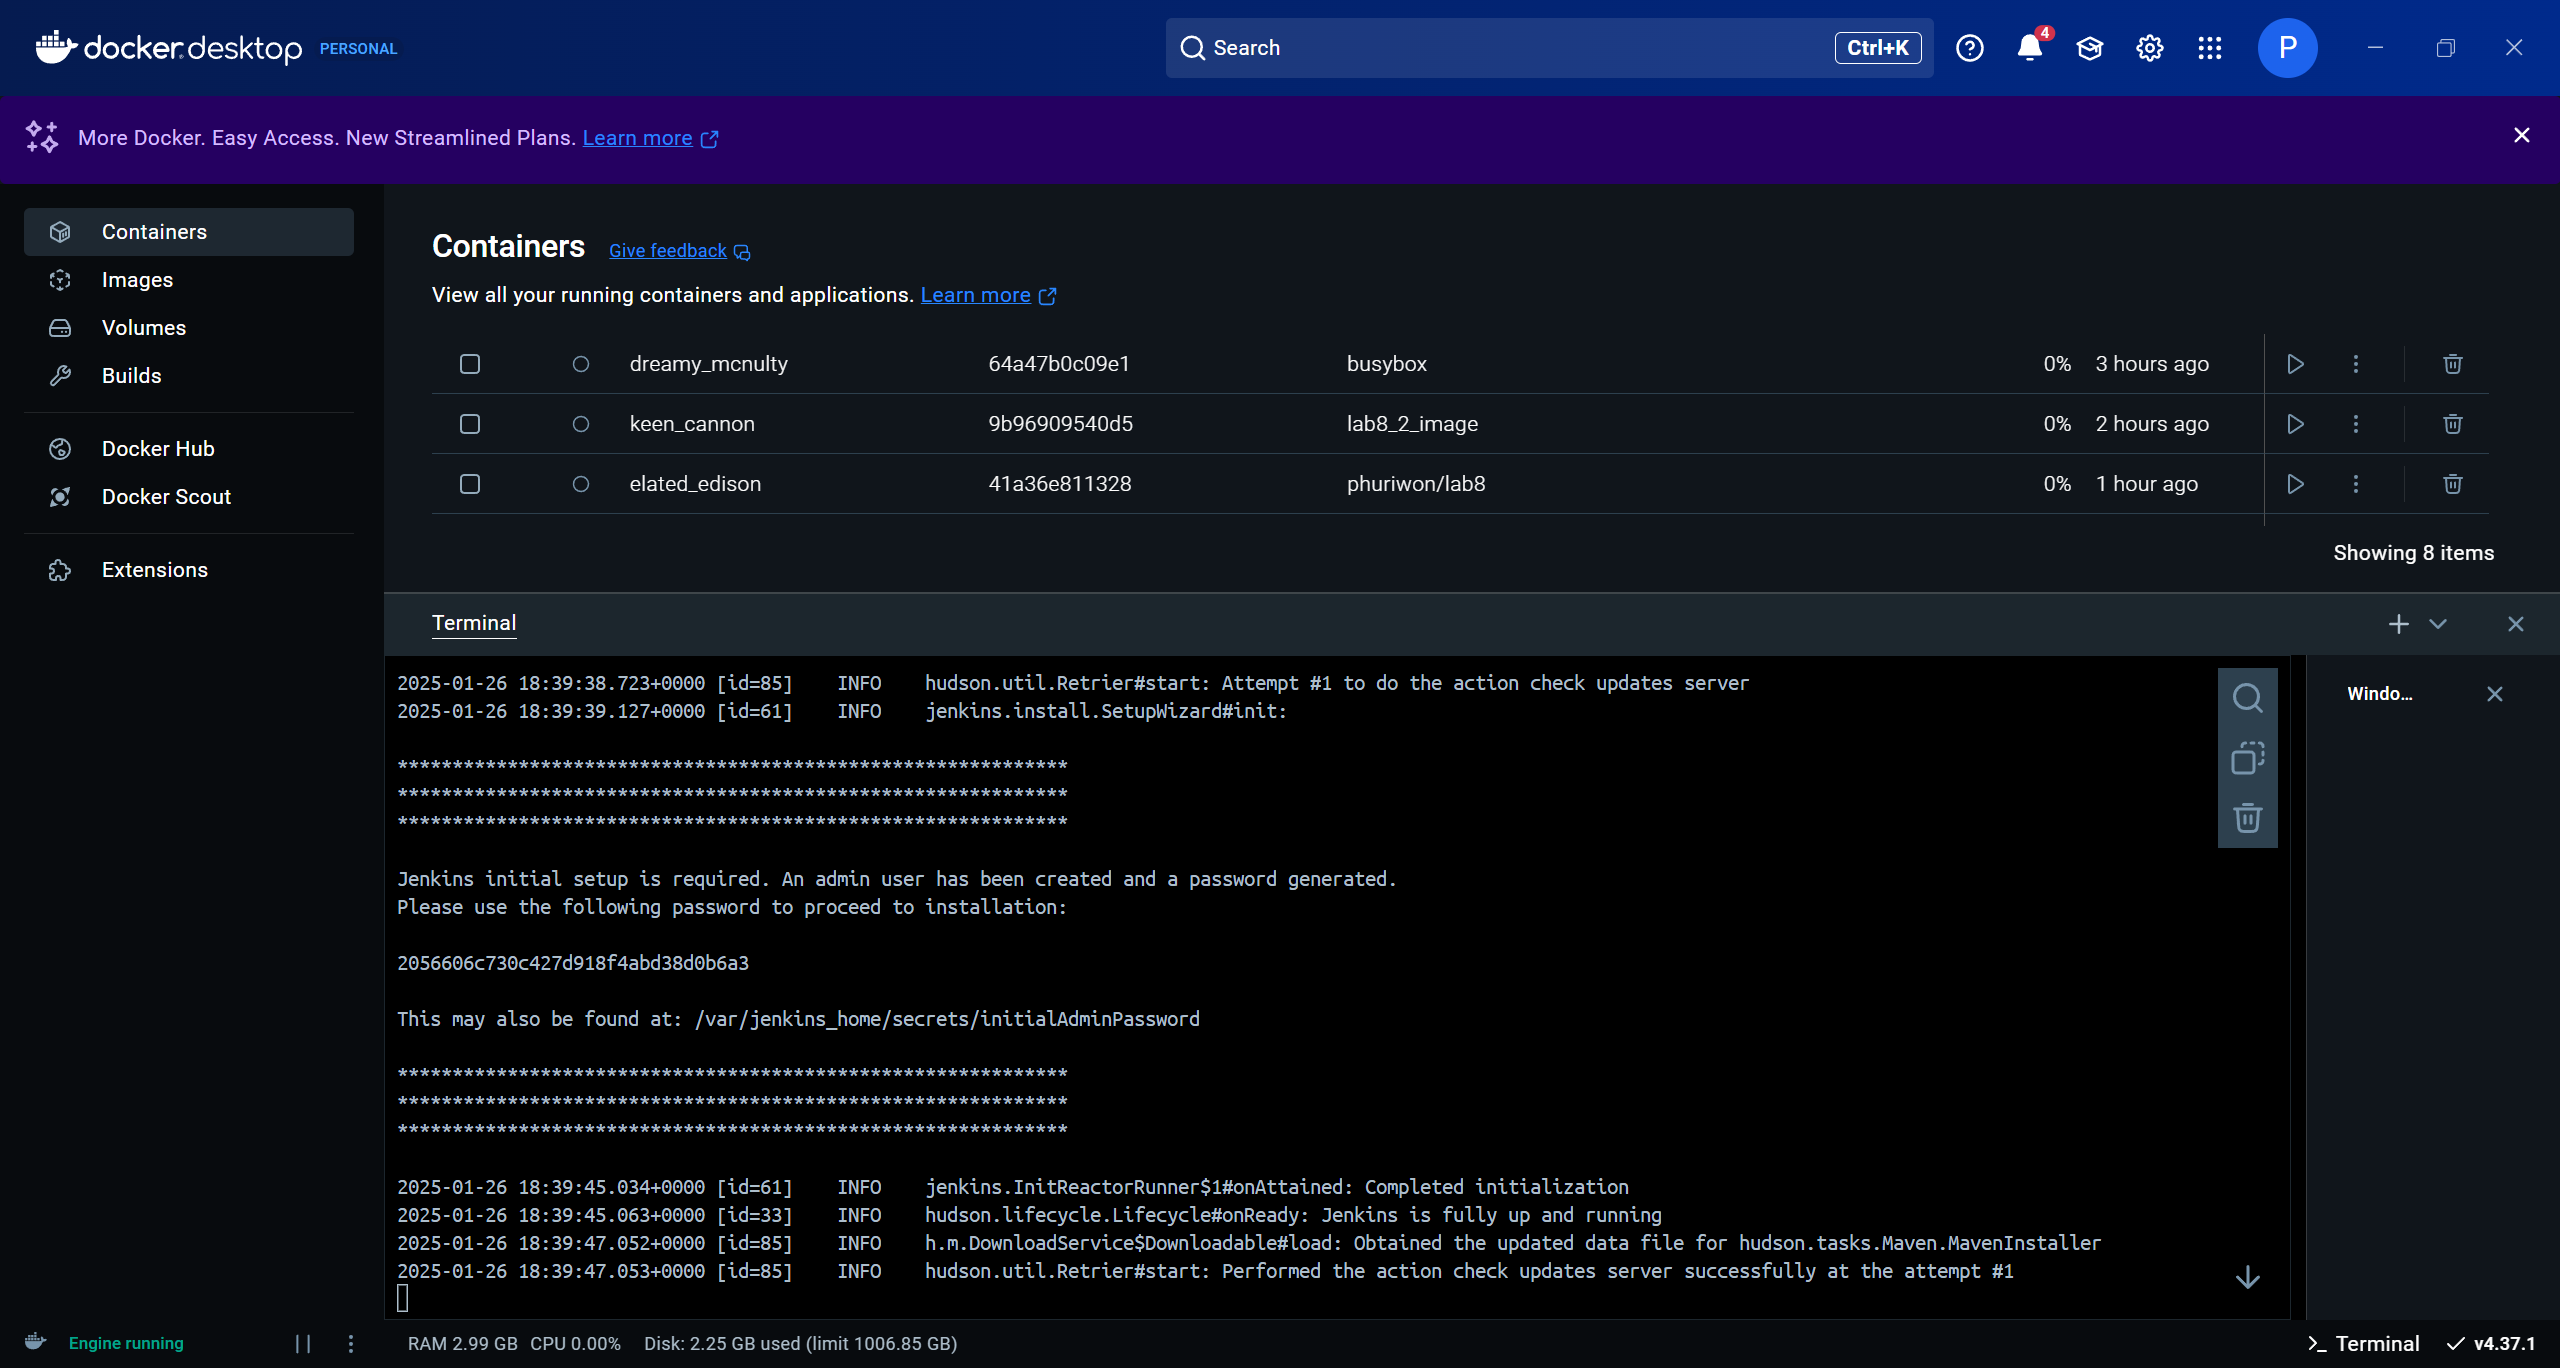 docker.desktop PERSONAL
Search Ctrl+K
4
P
More Docker. Easy Access. New Streamlined Plans. Learn more
Containers
Images
Volumes
Builds
Docker Hub
Docker Scout
Extensions
Containers Give feedback
View all your running containers and applications. Learn more
dreamy_mcnulty 64a47b0c09e1 busybox 0% 3 hours ago
keen_cannon 9b96909540d5 lab8_2_image 0% 2 hours ago
elated_edison 41a36e811328 phuriwon/lab8 0% 1 hour ago
Showing 8 items
Terminal
2025-01-26 18:39:38.723+0000 [id=85] INFO hudson.util.Retrier#start: Attempt #1 to do the action check updates server
2025-01-26 18:39:39.127+0000 [id=61] INFO jenkins.install.SetupWizard#init:
*************************************************************
*************************************************************
*************************************************************
Jenkins initial setup is required. An admin user has been created and a password generated.
Please use the following password to proceed to installation:
2056606c730c427d918f4abd38d0b6a3
This may also be found at: /var/jenkins_home/secrets/initialAdminPassword
*************************************************************
*************************************************************
*************************************************************
2025-01-26 18:39:45.034+0000 [id=61] INFO jenkins.InitReactorRunner$1#onAttained: Completed initialization
2025-01-26 18:39:45.063+0000 [id=33] INFO hudson.lifecycle.Lifecycle#onReady: Jenkins is fully up and running
2025-01-26 18:39:47.052+0000 [id=85] INFO h.m.DownloadService$Downloadable#load: Obtained the updated data file for hudson.tasks.Maven.MavenInstaller
2025-01-26 18:39:47.053+0000 [id=85] INFO hudson.util.Retrier#start: Performed the action check updates server successfully at the attempt #1
Windo...
Engine running
RAM 2.99 GB CPU 0.00% Disk: 2.25 GB used (limit 1006.85 GB)
Terminal v4.37.1